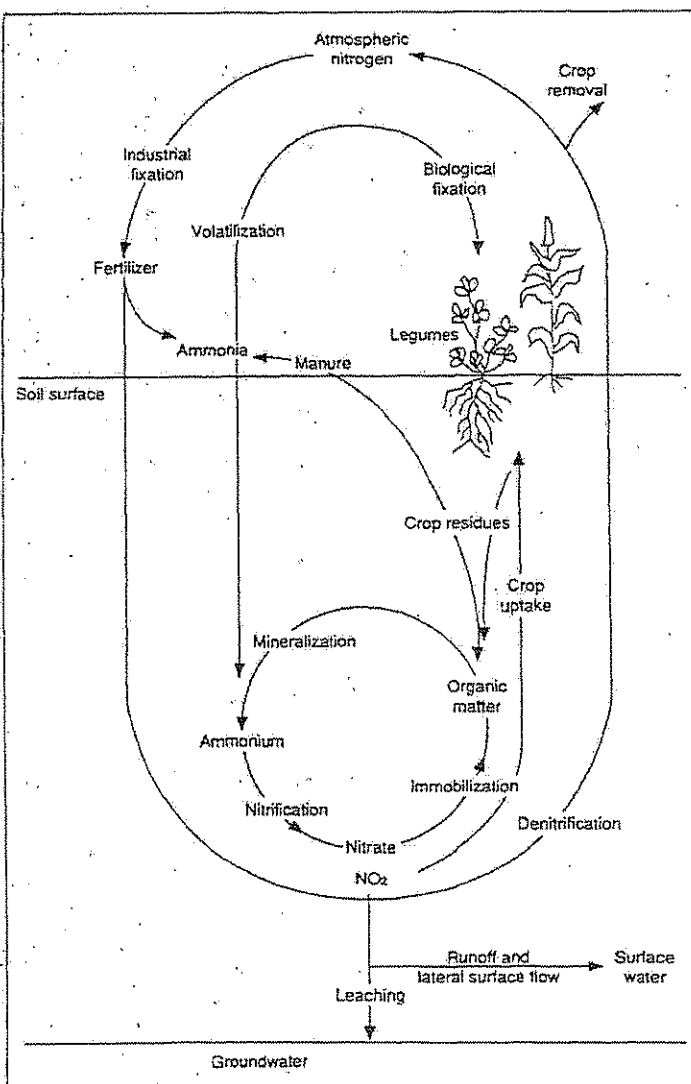 Atmospheric
nitrogen
Crop
removal
Industrial
fixation
Biological
fixation
Volatilization
Fertilizer
Legumes
Ammonia
Manure
Soil surface
Crop residues
Crop
uptake
Mineralization
Organic
matter
Ammonium
Immobilization
Nitrification
Denitrification
Nitrate
NO₂
Runoff and
lateral surface flow
Surface
water
Leaching
Groundwater